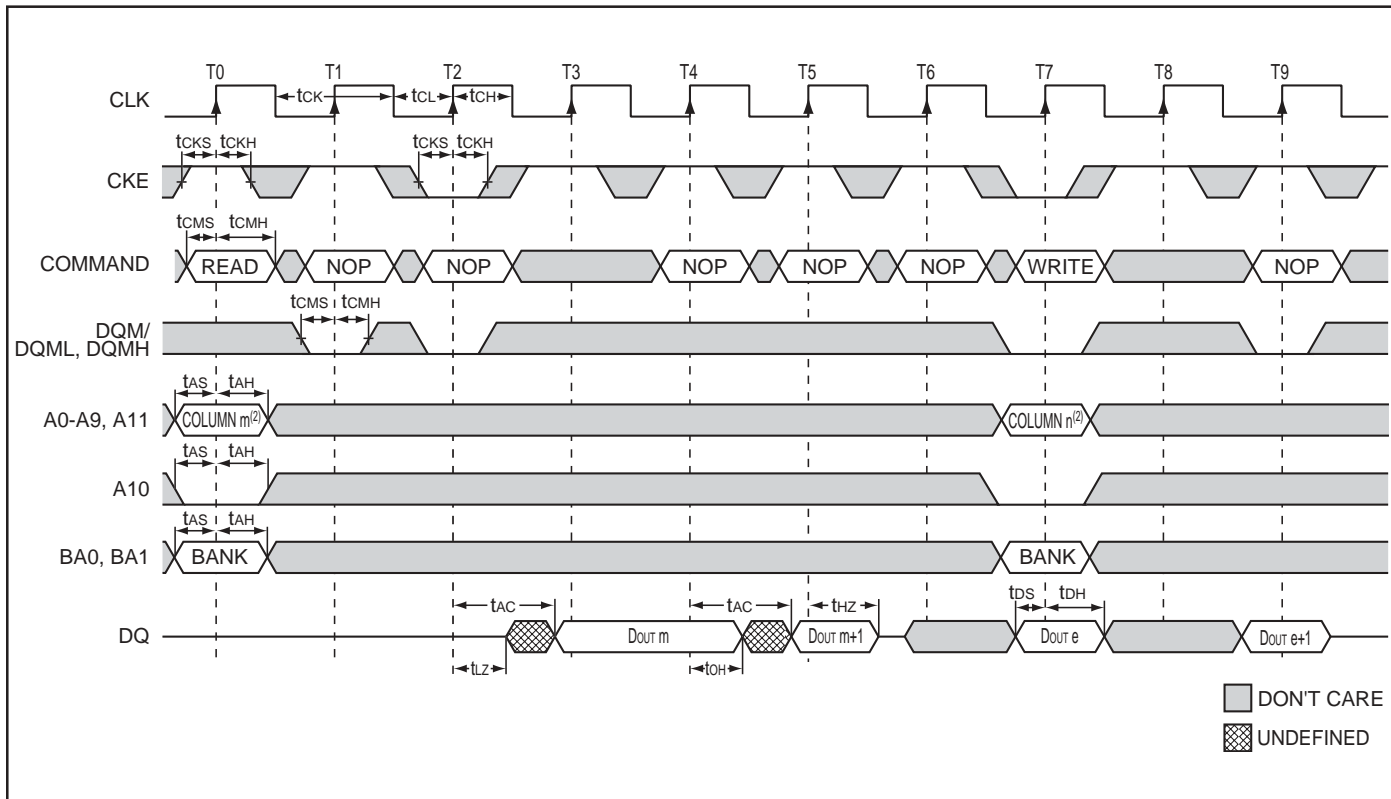 T0 T1 T2 T3 T4 T5 T6 T7 T8 T9
CLK tCK tCL tCH
tCKS tCKH tCKS tCKH
CKE
tCMS tCMH
COMMAND READ NOP NOP NOP NOP NOP WRITE NOP
tCMS tCMH
DQM/
DQML, DQMH
tAS tAH
A0-A9, A11 COLUMN m(2) COLUMN n(2)
tAS tAH
A10
tAS tAH
BA0, BA1 BANK BANK
tAC tAC tHZ tDS tDH
DQ DOUT m DOUT m+1 DOUT e DOUT e+1
tLZ tOH
DON'T CARE
UNDEFINED